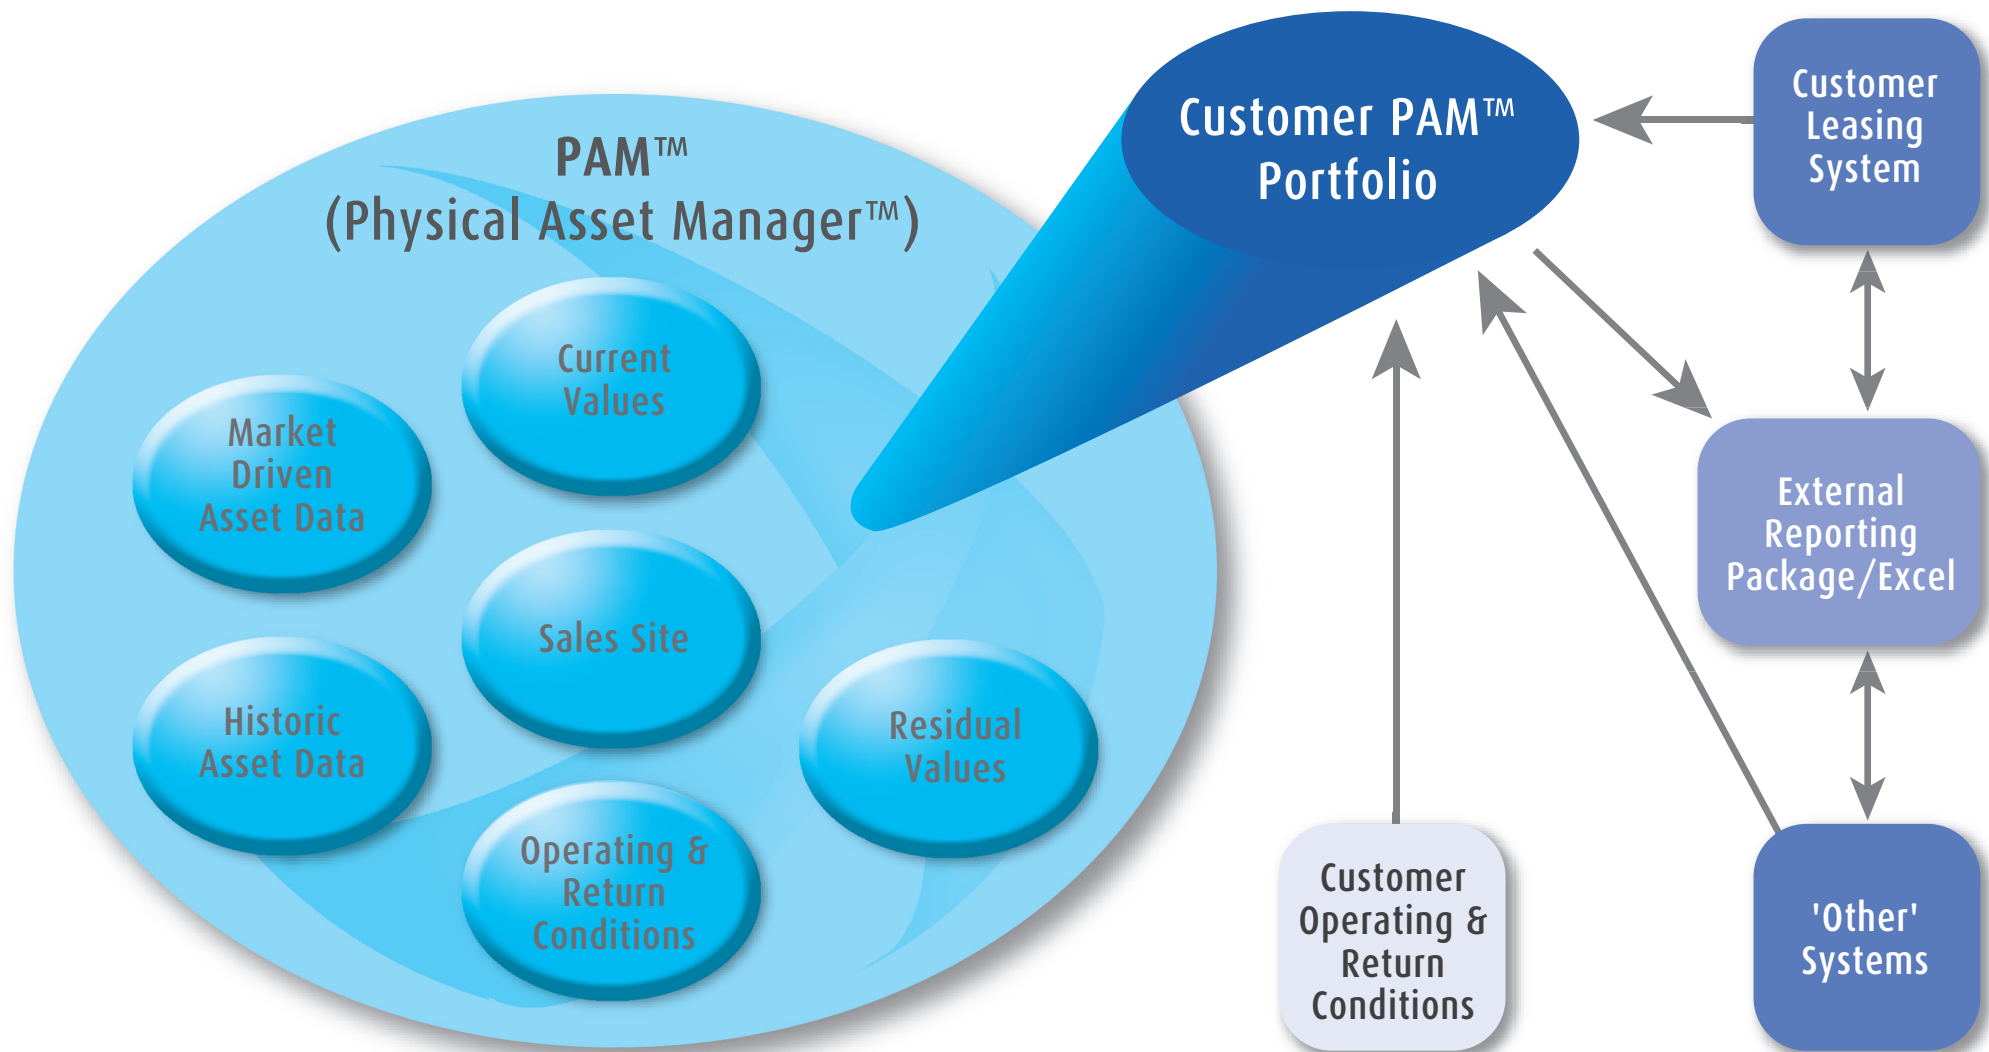 PAM™
(Physical Asset Manager™)
Current
Values
Market
Driven
Asset Data
Sales Site
Historic
Asset Data
Residual
Values
Operating &
Return
Conditions
Customer PAM™
Portfolio
Customer
Leasing
System
External
Reporting
Package/Excel
Customer
Operating &
Return
Conditions
'Other'
Systems